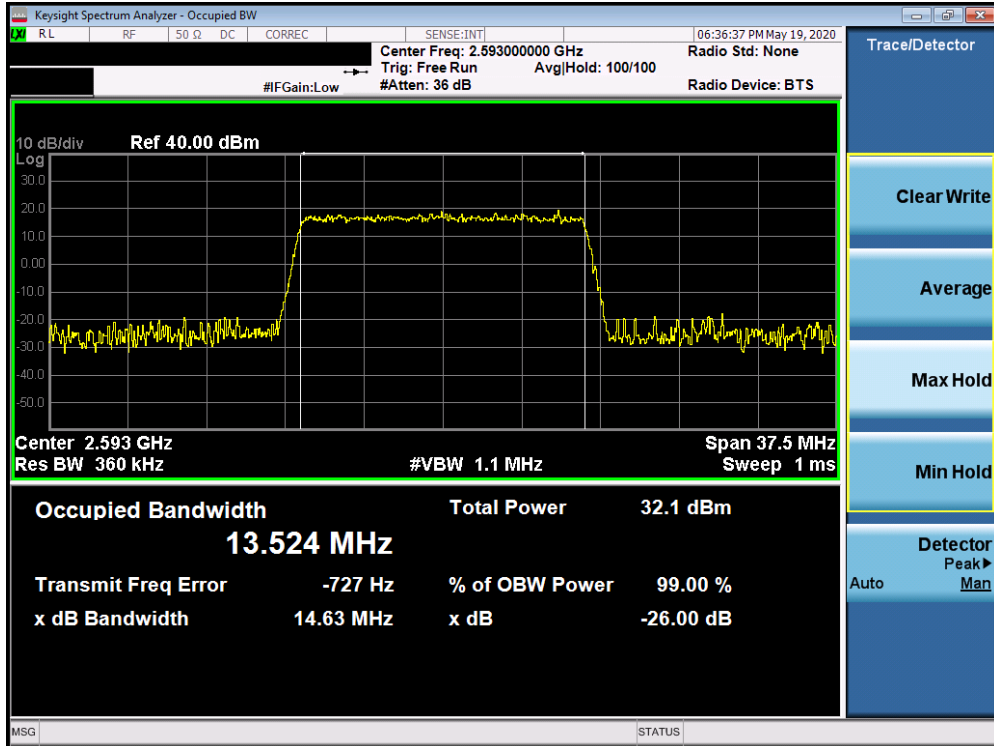 Keysight Spectrum Analyzer - Occupied BW
LXI RL RF 50 Ω DC CORREC SENSE:INT 06:36:37 PM May 19, 2020
Center Freq: 2.593000000 GHz Radio Std: None
Trig: Free Run Avg|Hold: 100/100
#IFGain:Low #Atten: 36 dB Radio Device: BTS
Trace/Detector
10 dB/div Ref 40.00 dBm
Log
30.0
20.0
10.0
0.00
-10.0
-20.0
-30.0
-40.0
-50.0
Center 2.593 GHz Span 37.5 MHz
Res BW 360 kHz #VBW 1.1 MHz Sweep 1 ms
Occupied Bandwidth Total Power 32.1 dBm
13.524 MHz
Transmit Freq Error -727 Hz % of OBW Power 99.00 %
x dB Bandwidth 14.63 MHz x dB -26.00 dB
Clear Write
Average
Max Hold
Min Hold
Detector
Peak▶
Auto Man
MSG STATUS